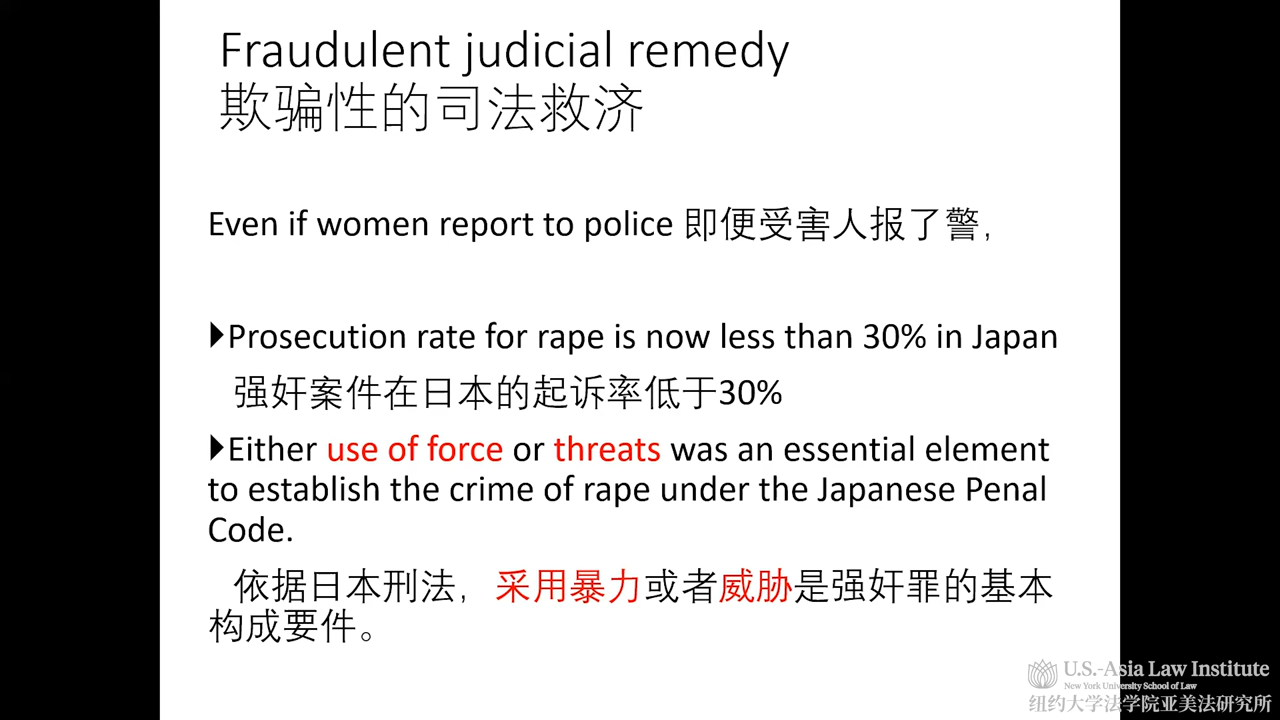 Fraudulent judicial remedy
欺骗性的司法救济
Even if women report to police 即便受害人报了警,
Prosecution rate for rape is now less than 30% in Japan
强奸案件在日本的起诉率低于30%
Either use of force or threats was an essential element
to establish the crime of rape under the Japanese Penal
Code.
依据日本刑法，采用暴力或者威胁是强奸罪的基本
构成要件。
U.S.-Asia Law Institute
New York University School of Law
纽约大学法学院亚美法研究所